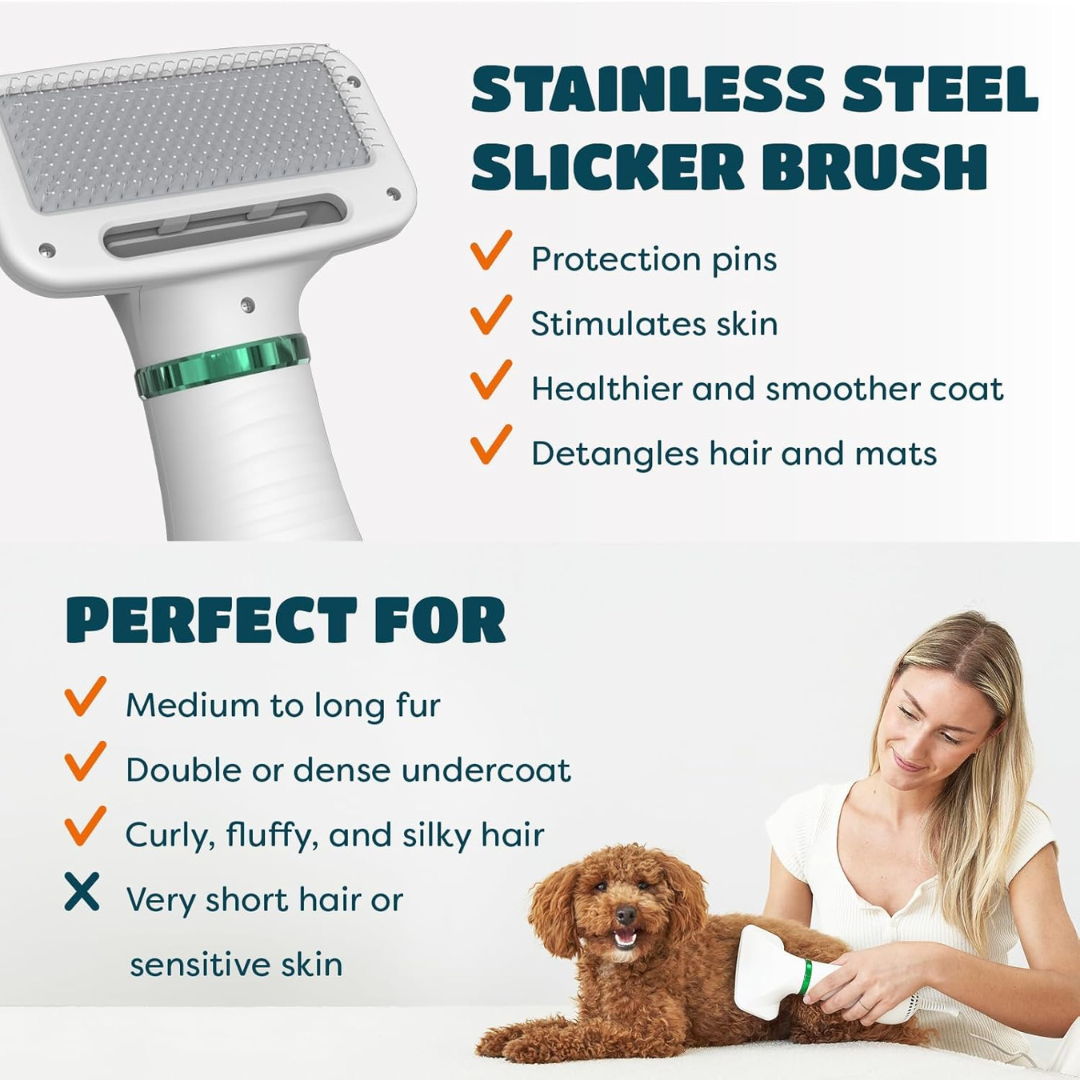 STAINLESS STEEL
SLICKER BRUSH
Protection pins
Stimulates skin
Healthier and smoother coat
Detangles hair and mats
PERFECT FOR
Medium to long fur
Double or dense undercoat
Curly, fluffy, and silky hair
Very short hair or
sensitive skin